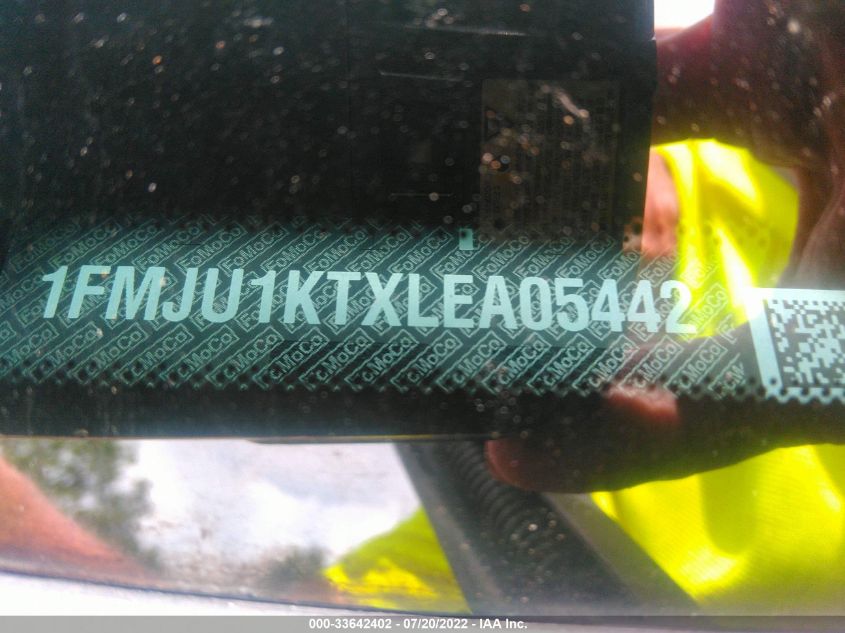 1FMJU1KTXLEA05442
000-33642402 - 07/20/2022 - IAA Inc.